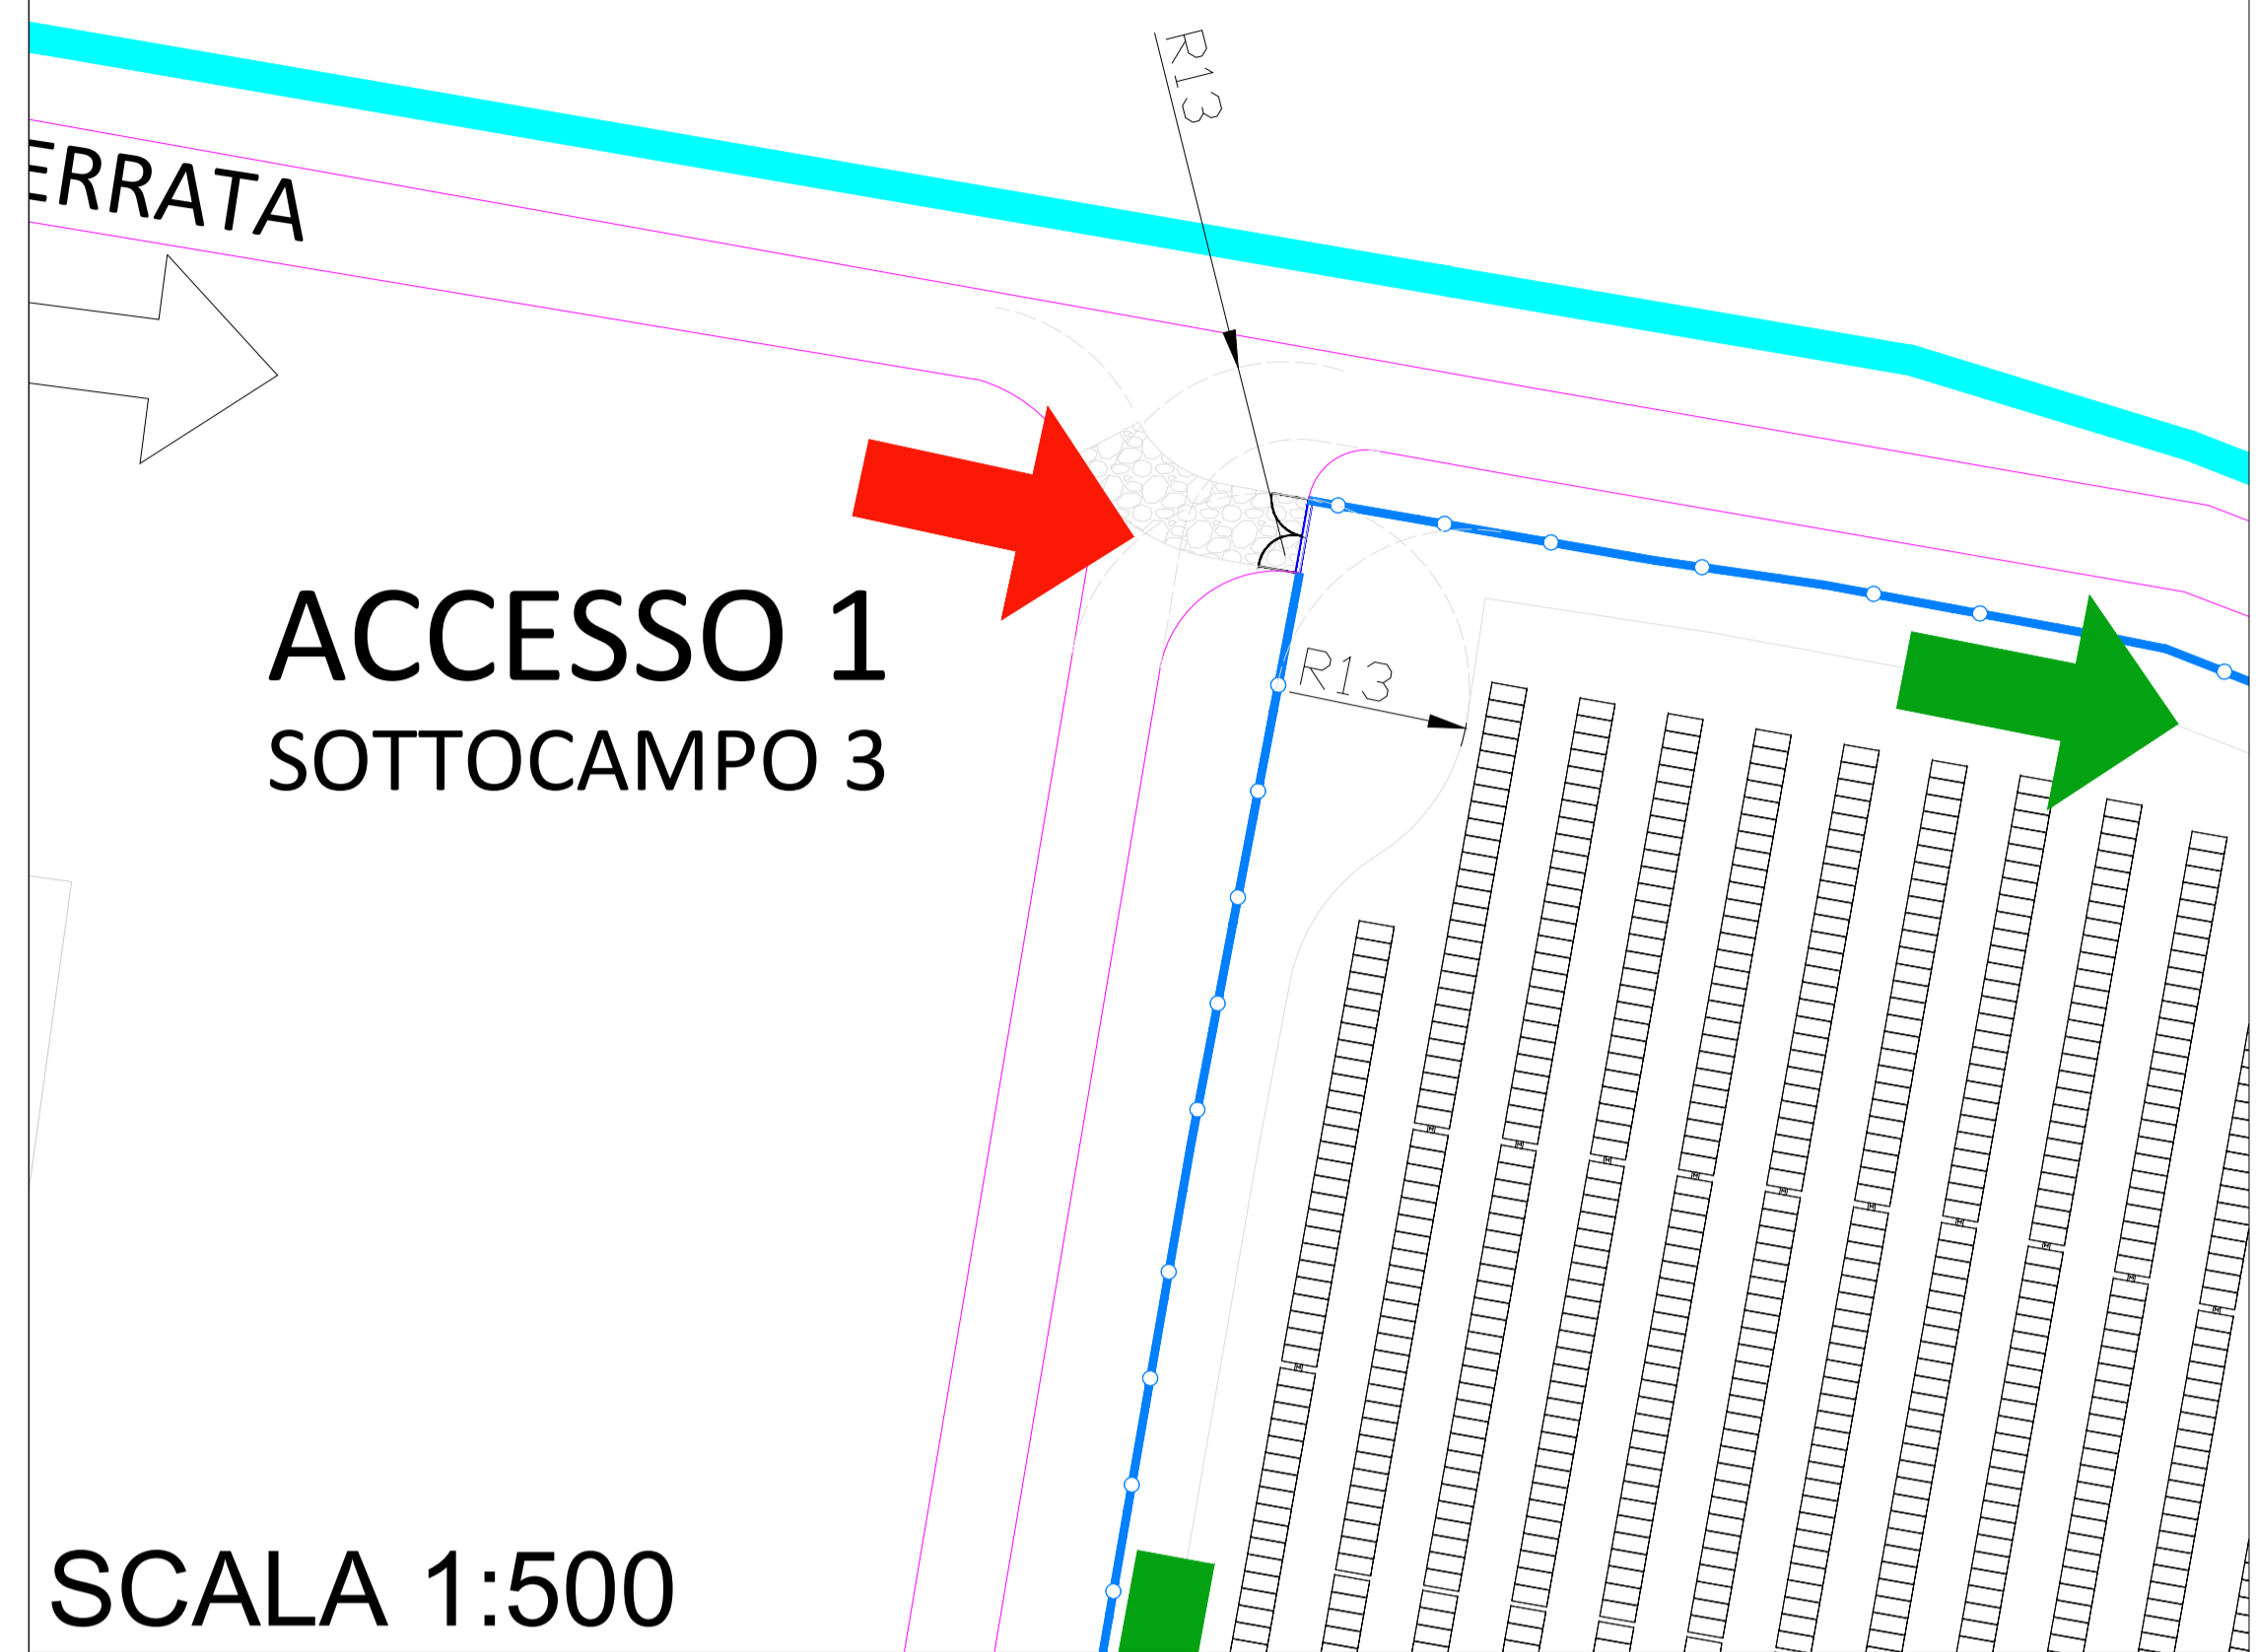 R13
ERRATA
ACCESSO 1
SOTTOCAMPO 3
R13
SCALA 1:500